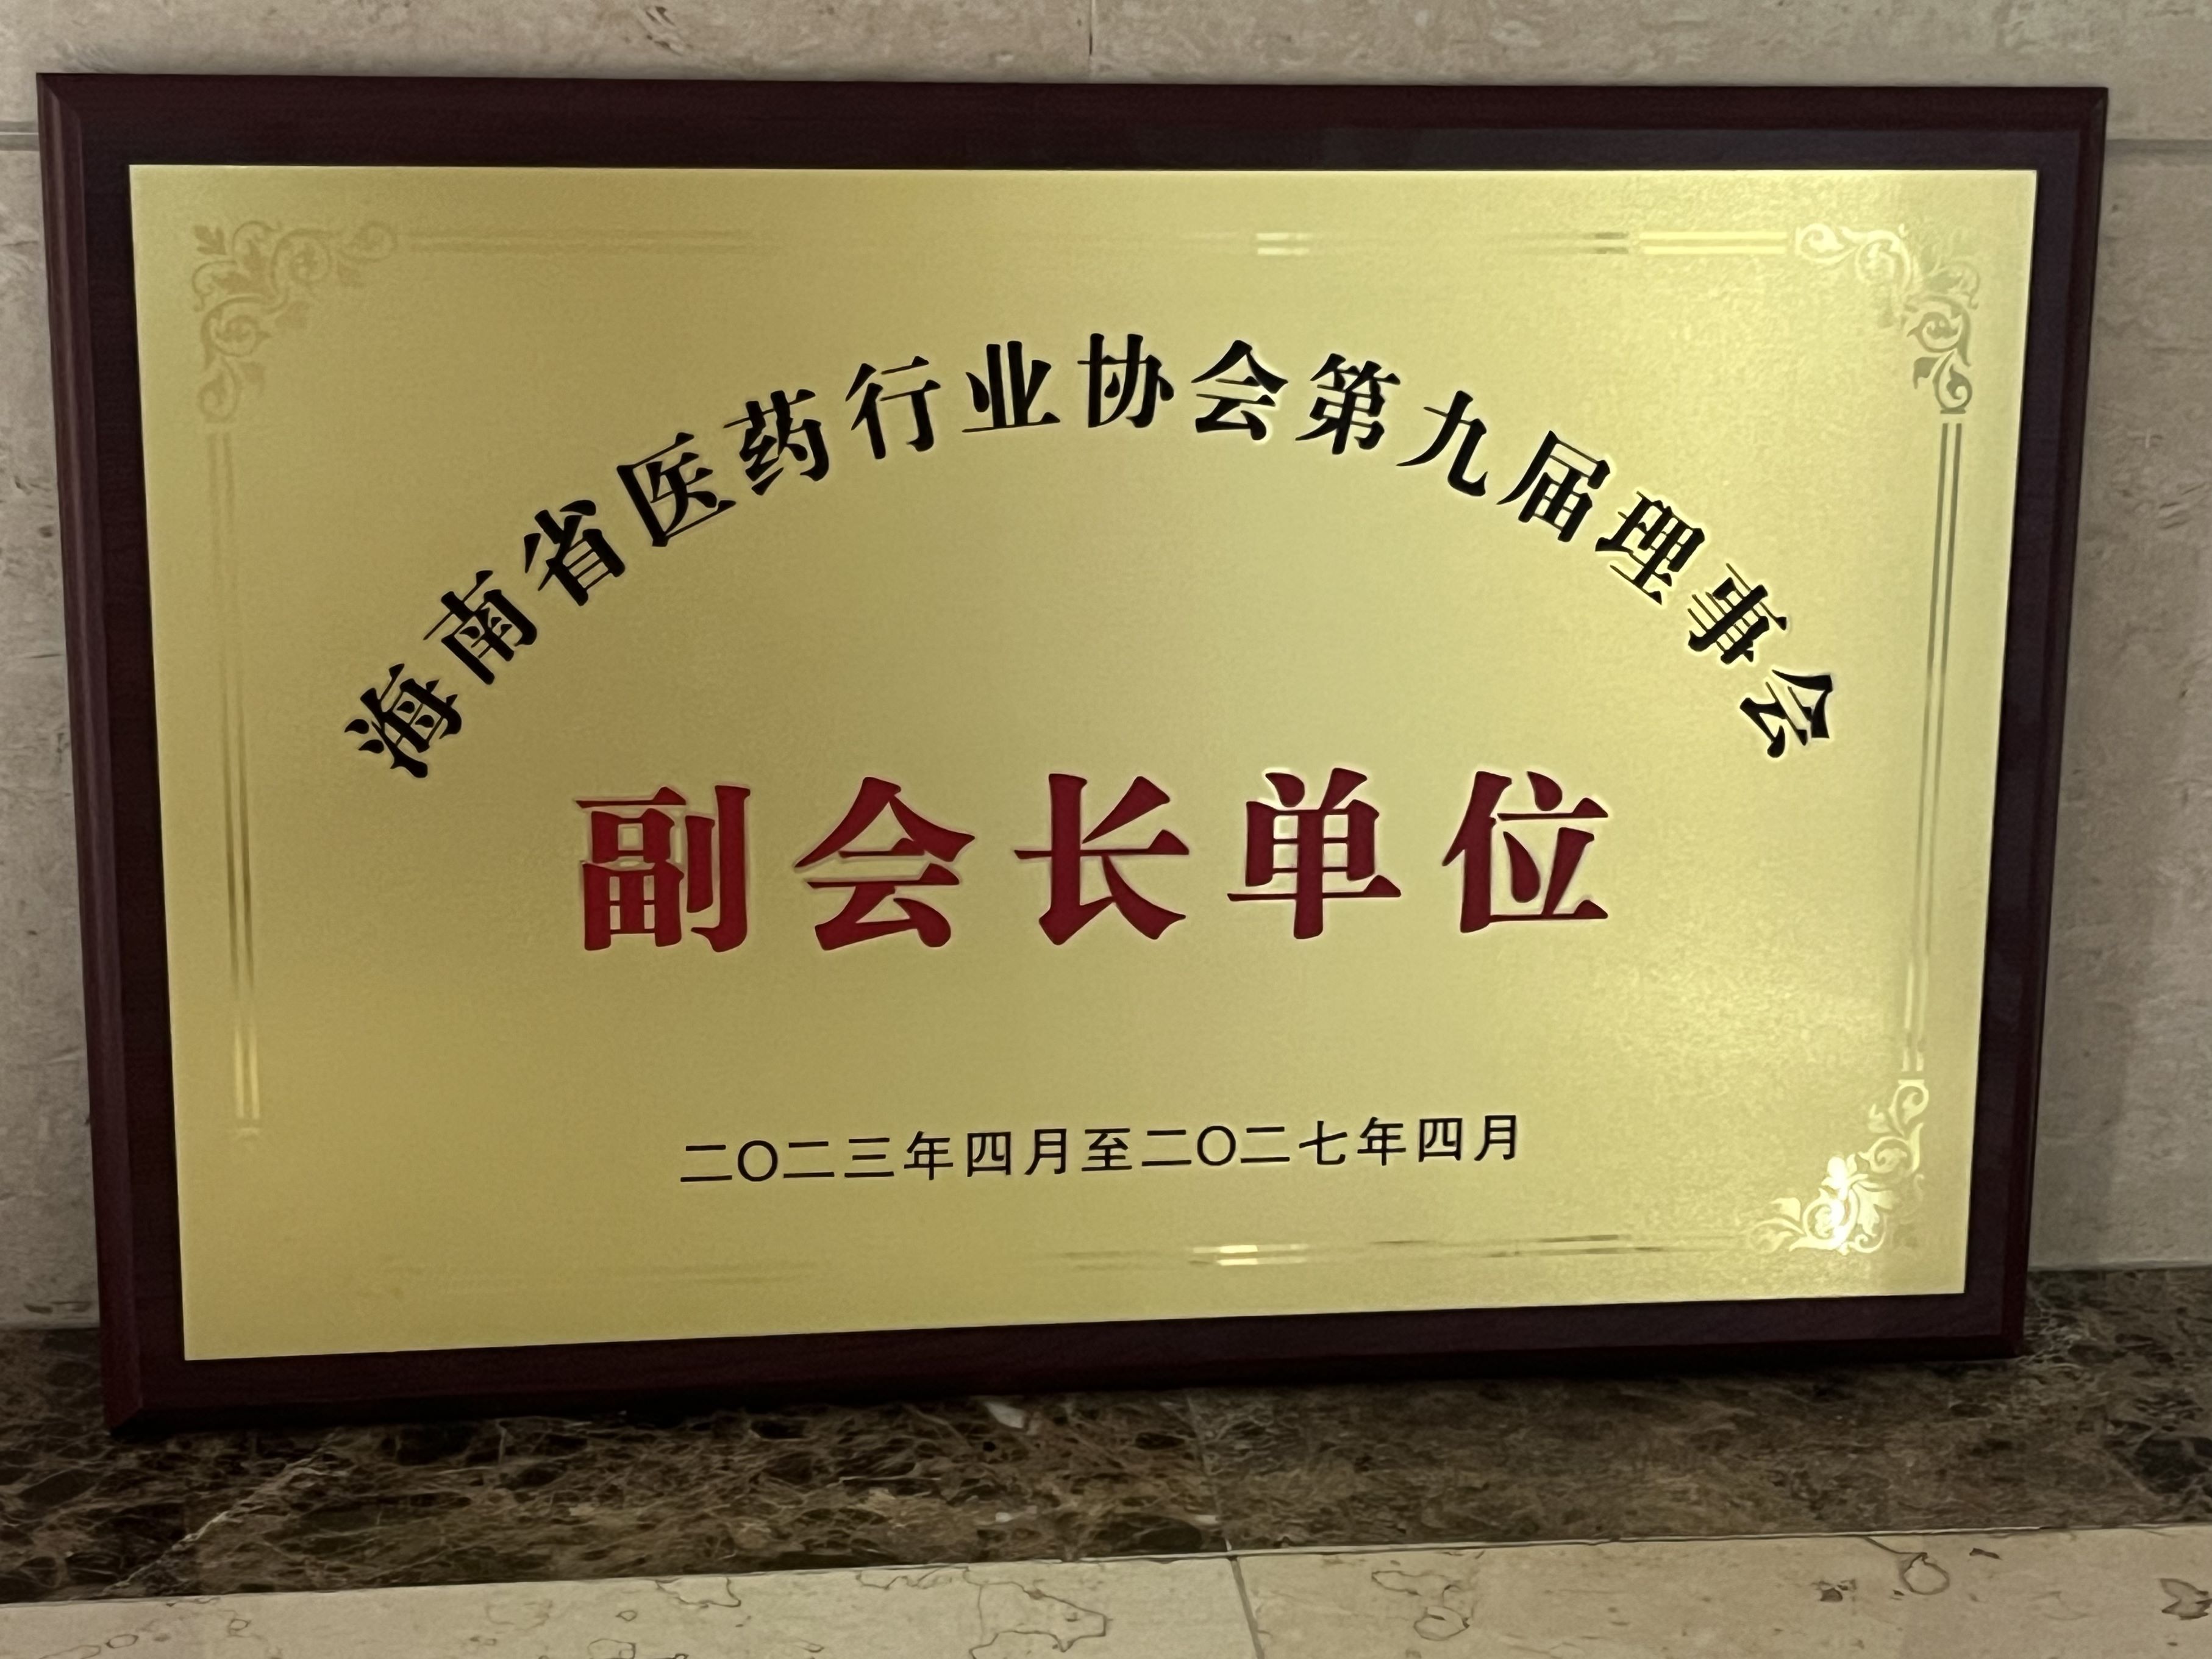 海南省医药行业协会第九届理事会
副会长单位
二〇二三年四月至二〇二七年四月